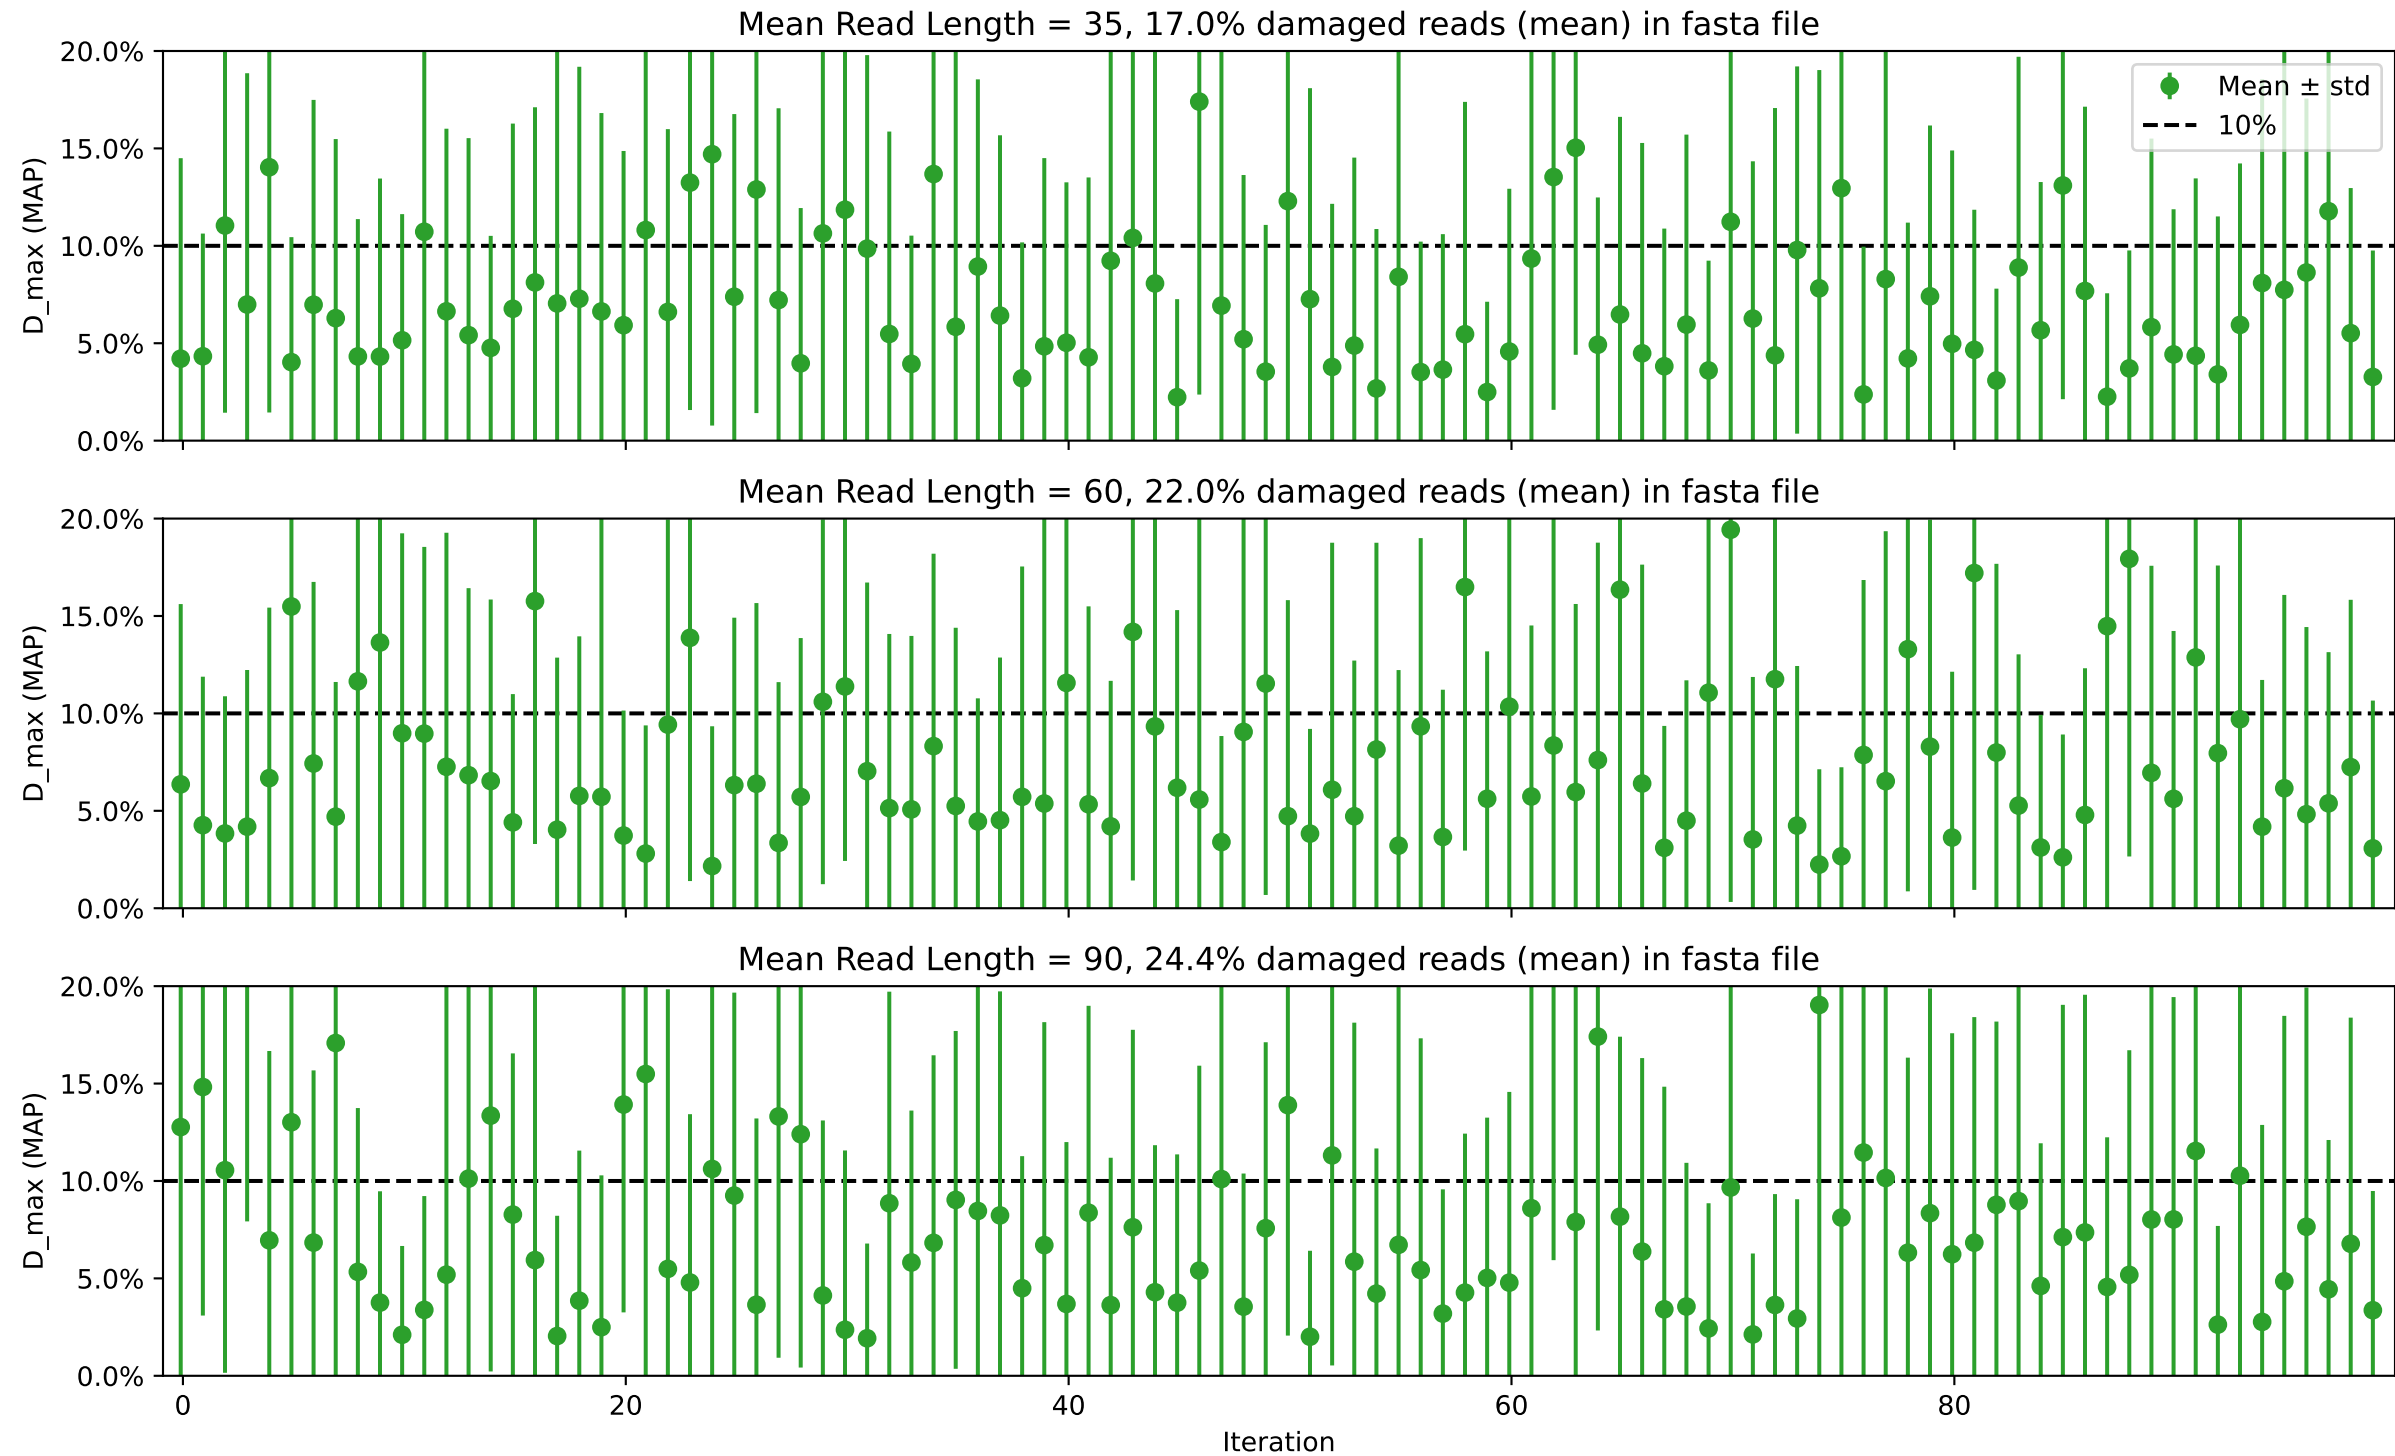 Mean Read Length = 35, 17.0% damaged reads (mean) in fasta file
20.0%
15.0%
10.0%
5.0%
0.0%
D_max (MAP)
Mean ± std
10%
Mean Read Length = 60, 22.0% damaged reads (mean) in fasta file
20.0%
15.0%
10.0%
5.0%
0.0%
D_max (MAP)
Mean Read Length = 90, 24.4% damaged reads (mean) in fasta file
20.0%
15.0%
10.0%
5.0%
0.0%
D_max (MAP)
0 20 40 60 80
Iteration